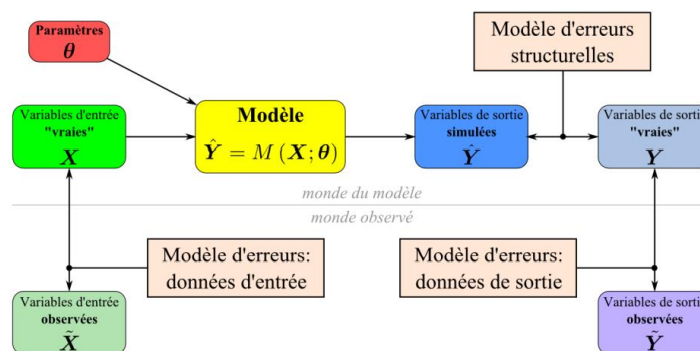 Paramètres
θ
Modèle d'erreurs
structurelles
Variables d'entrée
"vraies"
X
Modèle
Ŷ = M (X; θ)
Variables de sortie
simulées
Ŷ
Variables de sortie
"vraies"
Y
monde du modèle
monde observé
Modèle d'erreurs:
données d'entrée
Modèle d'erreurs:
données de sortie
Variables d'entrée
observées
X̃
Variables de sortie
observées
Ỹ